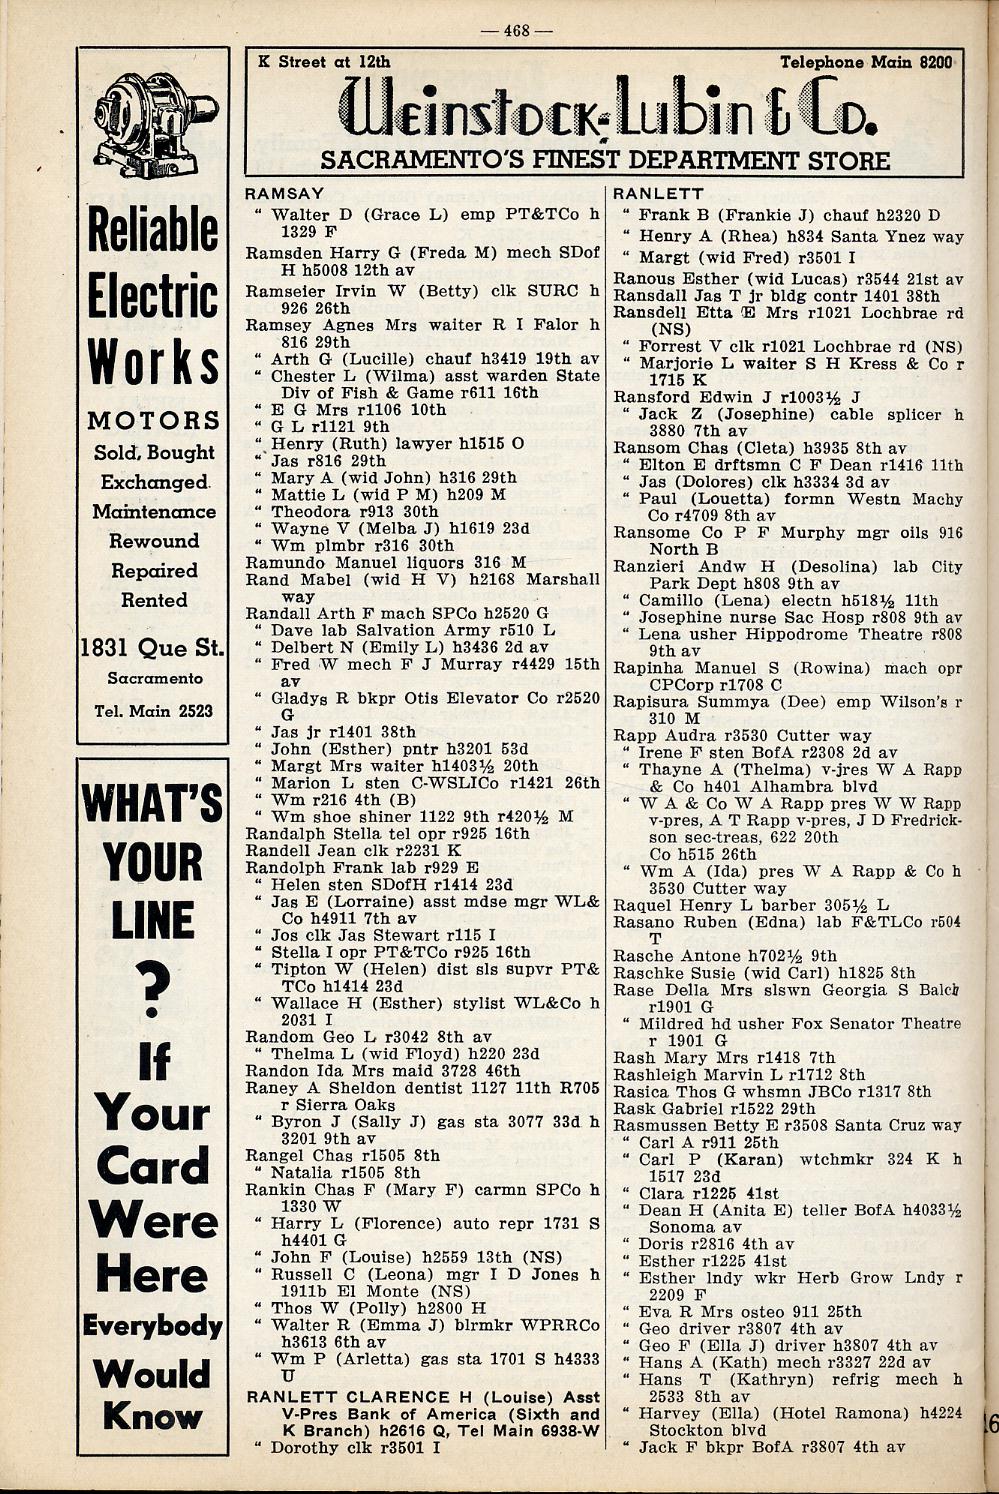 — 468 —
Reliable
Electric
Works
MOTORS
Sold, Bought
Exchanged.
Maintenance
Rewound
Repaired
Rented
1831 Que St.
Sacramento
Tel. Main 2523
WHAT'S
YOUR
LINE
?
If
Your
Card
Were
Here
Everybody
Would
Know
K Street at 12th Telephone Main 8200
Weinstock-Lubin & Co.
SACRAMENTO'S FINEST DEPARTMENT STORE
RAMSAY
" Walter D (Grace L) emp PT&TCo h
1329 F
Ramsden Harry G (Freda M) mech SDof
H h5008 12th av
Ramseier Irvin W (Betty) clk SURC h
926 26th
Ramsey Agnes Mrs waiter R I Falor h
816 29th
" Arth G (Lucille) chauf h3419 19th av
" Chester L (Wilma) asst warden State
Div of Fish & Game r611 16th
" E G Mrs r1106 10th
" G L r1121 9th
" Henry (Ruth) lawyer h1515 O
" Jas r816 29th
" Mary A (wid John) h316 29th
" Mattie L (wid P M) h209 M
" Theodora r913 30th
" Wayne V (Melba J) h1619 23d
" Wm plmbr r316 30th
Ramundo Manuel liquors 316 M
Rand Mabel (wid H V) h2168 Marshall
way
Randall Arth F mach SPCo h2520 G
" Dave lab Salvation Army r510 L
" Delbert N (Emily L) h3436 2d av
" Fred W mech F J Murray r4429 15th
av
" Gladys R bkpr Otis Elevator Co r2520
G
" Jas jr r1401 38th
" John (Esther) pntr h3201 53d
" Margt Mrs waiter h1403½ 20th
" Marion L sten C-WSLICo r1421 26th
" Wm r216 4th (B)
" Wm shoe shiner 1122 9th r420½ M
Randalph Stella tel opr r925 16th
Randell Jean clk r2231 K
Randolph Frank lab r929 E
" Helen sten SDofH r1414 23d
" Jas E (Lorraine) asst mdse mgr WL&
Co h4911 7th av
" Jos clk Jas Stewart r115 I
" Stella I opr PT&TCo r925 16th
" Tipton W (Helen) dist sls supvr PT&
TCo h1414 23d
" Wallace H (Esther) stylist WL&Co h
2031 I
Random Geo L r3042 8th av
" Thelma L (wid Floyd) h220 23d
Randon Ida Mrs maid 3728 46th
Raney A Sheldon dentist 1127 11th R705
r Sierra Oaks
" Byron J (Sally J) gas sta 3077 33d h
3201 9th av
Rangel Chas r1505 8th
" Natalia r1505 8th
Rankin Chas F (Mary F) carmn SPCo h
1330 W
" Harry L (Florence) auto repr 1731 S
h4401 G
" John F (Louise) h2559 13th (NS)
" Russell C (Leona) mgr I D Jones h
1911b El Monte (NS)
" Thos W (Polly) h2800 H
" Walter R (Emma J) blrmkr WPRRCo
h3613 6th av
" Wm P (Arletta) gas sta 1701 S h4333
U
RANLETT CLARENCE H (Louise) Asst
V-Pres Bank of America (Sixth and
K Branch) h2616 Q, Tel Main 6938-W
" Dorothy clk r3501 I
RANLETT
" Frank B (Frankie J) chauf h2320 D
" Henry A (Rhea) h834 Santa Ynez way
" Margt (wid Fred) r3501 I
Ranous Esther (wid Lucas) r3544 21st av
Ransdall Jas T jr bldg contr 1401 38th
Ransdell Etta E Mrs r1021 Lochbrae rd
(NS)
" Forrest V clk r1021 Lochbrae rd (NS)
" Marjorie L waiter S H Kress & Co r
1715 K
Ransford Edwin J r1003½ J
" Jack Z (Josephine) cable splicer h
3880 7th av
Ransom Chas (Cleta) h3935 8th av
" Elton E drftsmn C F Dean r1416 11th
" Jas (Dolores) clk h3334 3d av
" Paul (Louetta) formn Westn Machy
Co r4709 8th av
Ransome Co P F Murphy mgr oils 916
North B
Ranzieri Andw H (Desolina) lab City
Park Dept h808 9th av
" Camillo (Lena) electn h518½ 11th
" Josephine nurse Sac Hosp r808 9th av
" Lena usher Hippodrome Theatre r808
9th av
Rapinha Manuel S (Rowina) mach opr
CPCorp r1708 C
Rapisura Summya (Dee) emp Wilson's r
310 M
Rapp Audra r3530 Cutter way
" Irene F sten BofA r2308 2d av
" Thayne A (Thelma) v-jres W A Rapp
& Co h401 Alhambra blvd
" W A & Co W A Rapp pres W W Rapp
v-pres, A T Rapp v-pres, J D Fredrick-
son sec-treas, 622 20th
Co h515 26th
" Wm A (Ida) pres W A Rapp & Co h
3530 Cutter way
Raquel Henry L barber 305½ L
Rasano Ruben (Edna) lab F&TLCo r504
T
Rasche Antone h702½ 9th
Raschke Susie (wid Carl) h1825 8th
Rase Della Mrs slswn Georgia S Balch
r1901 G
" Mildred hd usher Fox Senator Theatre
r 1901 G
Rash Mary Mrs r1418 7th
Rashleigh Marvin L r1712 8th
Rasica Thos G whsmn JBCo r1317 8th
Rask Gabriel r1522 29th
Rasmussen Betty E r3508 Santa Cruz way
" Carl A r911 25th
" Carl P (Karan) wtchmkr 324 K h
1517 23d
" Clara r1225 41st
" Dean H (Anita E) teller BofA h4033½
Sonoma av
" Doris r2816 4th av
" Esther r1225 41st
" Esther lndy wkr Herb Grow Lndy r
2209 F
" Eva R Mrs osteo 911 25th
" Geo driver r3807 4th av
" Geo F (Ella J) driver h3807 4th av
" Hans A (Kath) mech r3327 22d av
" Hans T (Kathryn) refrig mech h
2533 8th av
" Harvey (Ella) (Hotel Ramona) h4224
Stockton blvd
" Jack F bkpr BofA r3807 4th av